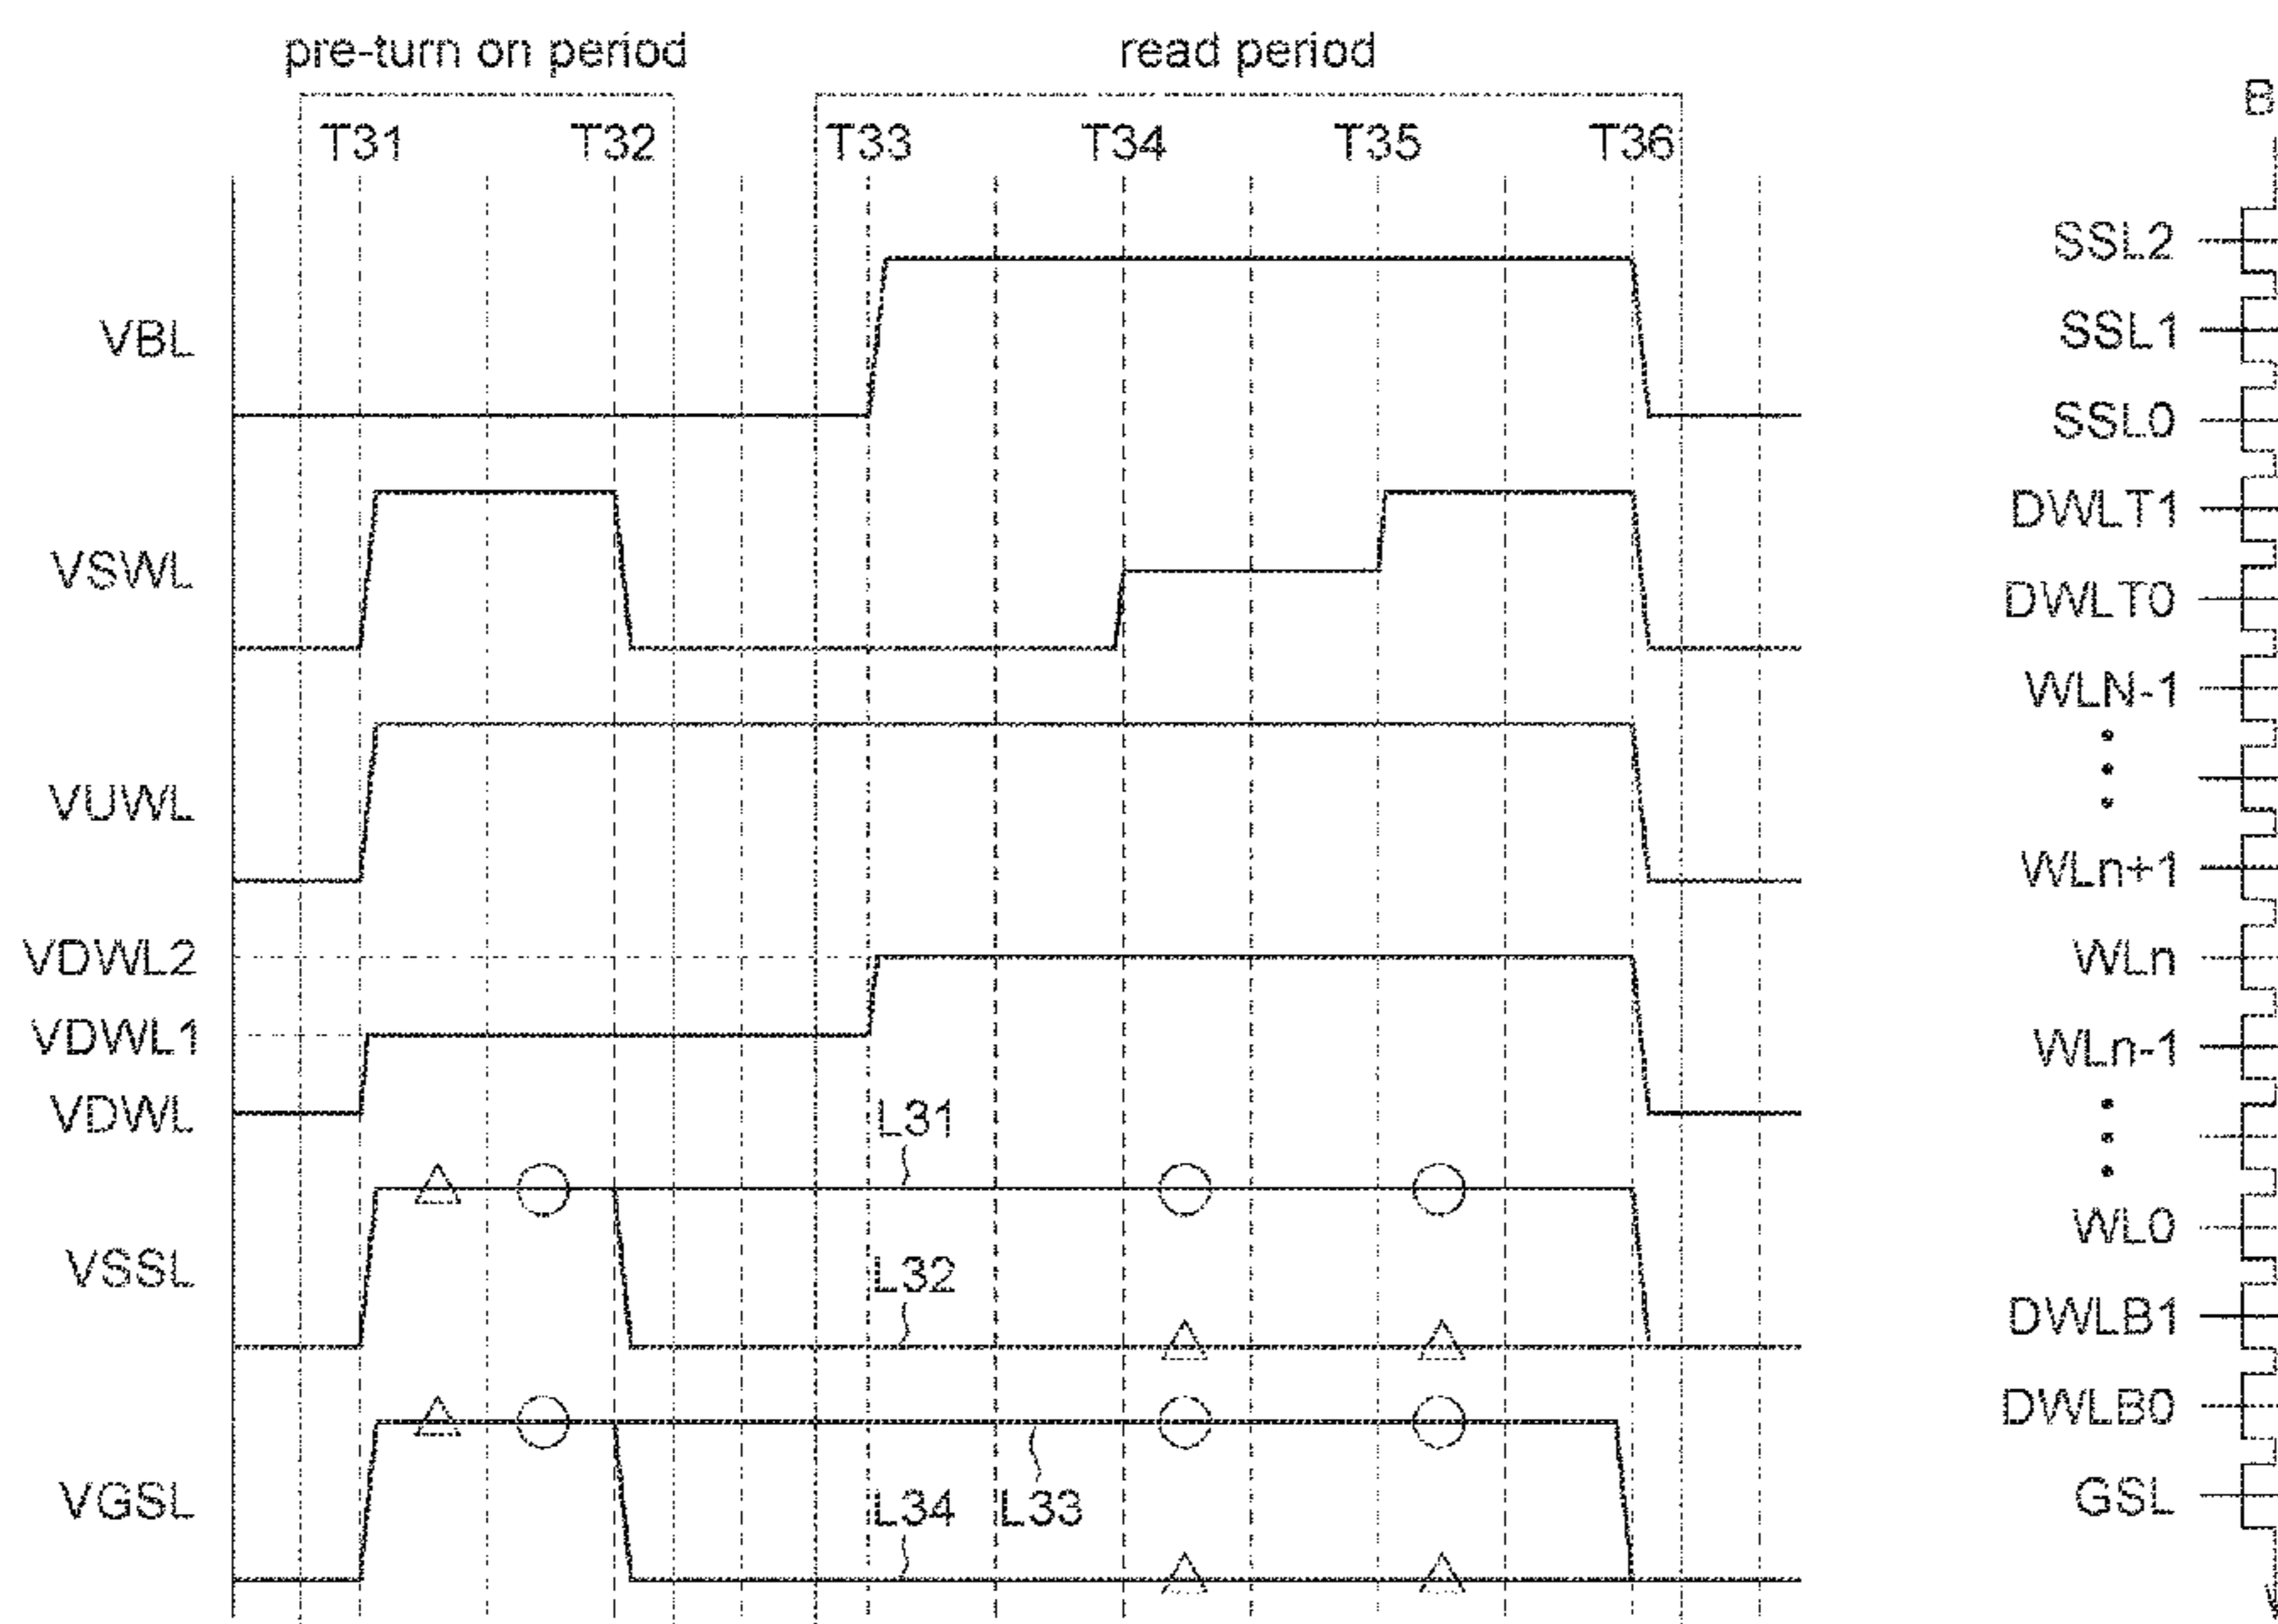 pre-turn on period
read period
T31
T32
T33
T34
T35
T36
VBL
VSWL
VUWL
VDWL2
VDWL1
VDWL
VSSL
VGSL
L31
L32
L33
L34
B
SSL2
SSL1
SSL0
DWLT1
DWLT0
WLN-1
WLn+1
WLn
WLn-1
WL0
DWLB1
DWLB0
GSL